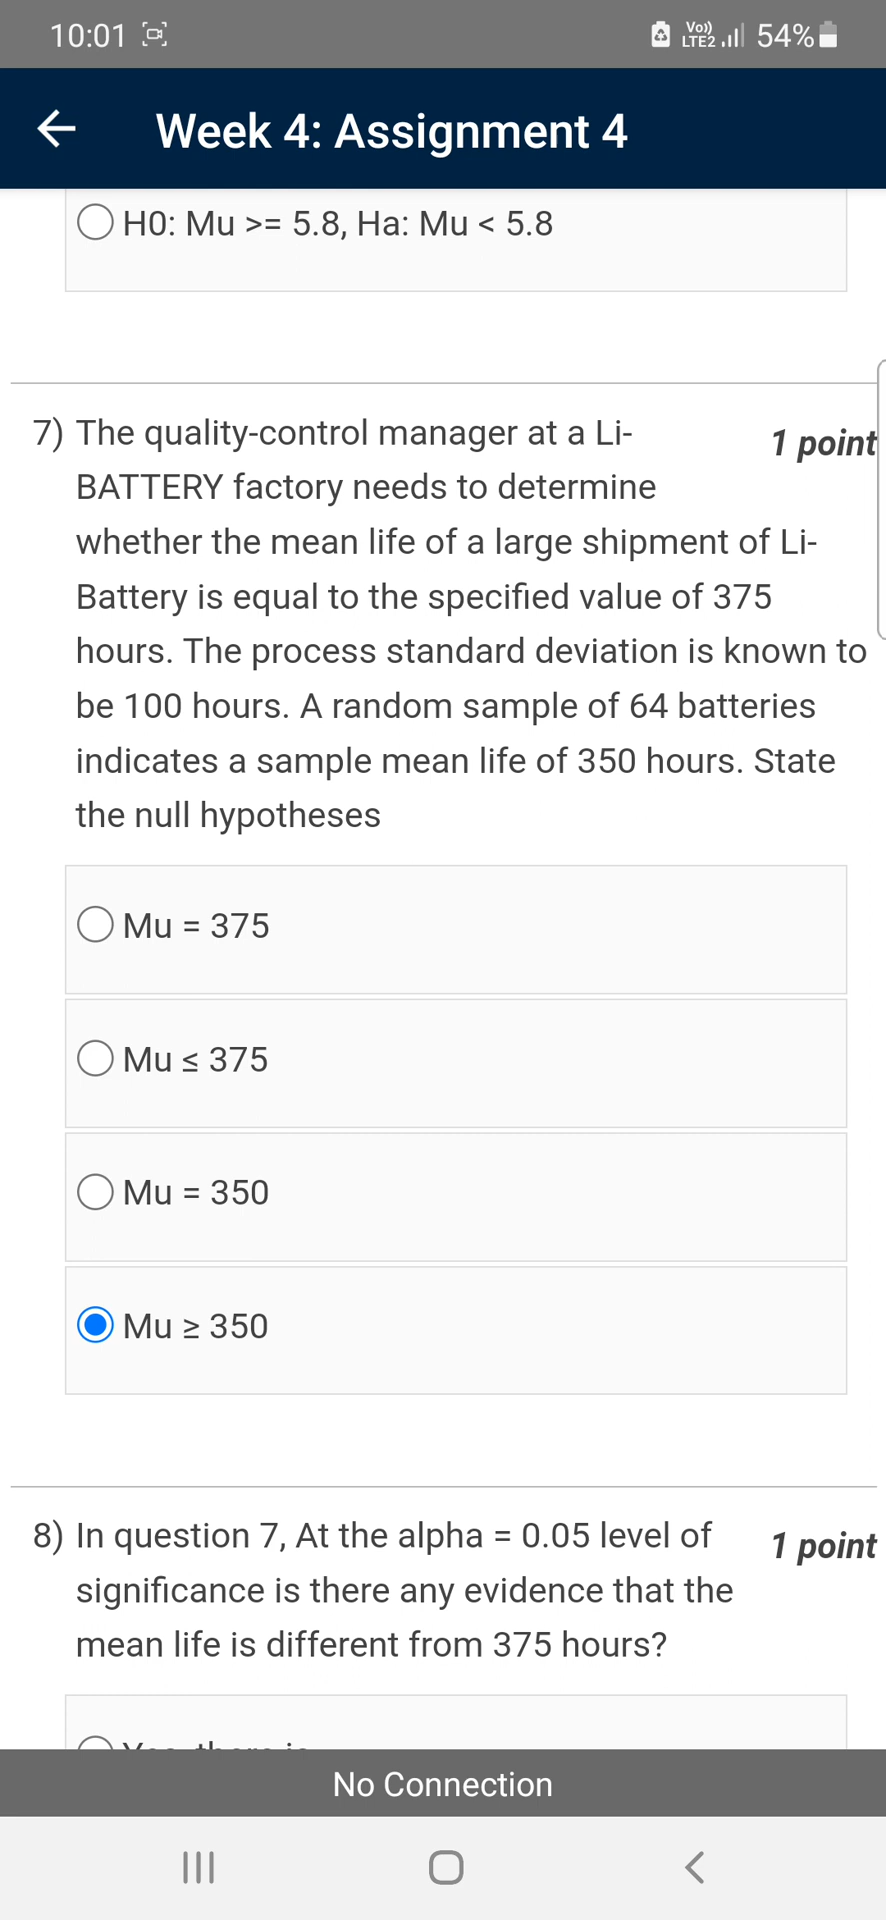 10:01
Vo)) LTE2 54%
Week 4: Assignment 4
H0: Mu >= 5.8, Ha: Mu < 5.8
7) The quality-control manager at a Li-
1 point
BATTERY factory needs to determine
whether the mean life of a large shipment of Li-
Battery is equal to the specified value of 375
hours. The process standard deviation is known to
be 100 hours. A random sample of 64 batteries
indicates a sample mean life of 350 hours. State
the null hypotheses
Mu = 375
Mu ≤ 375
Mu = 350
Mu ≥ 350
8) In question 7, At the alpha = 0.05 level of
1 point
significance is there any evidence that the
mean life is different from 375 hours?
Yes, there is
No Connection